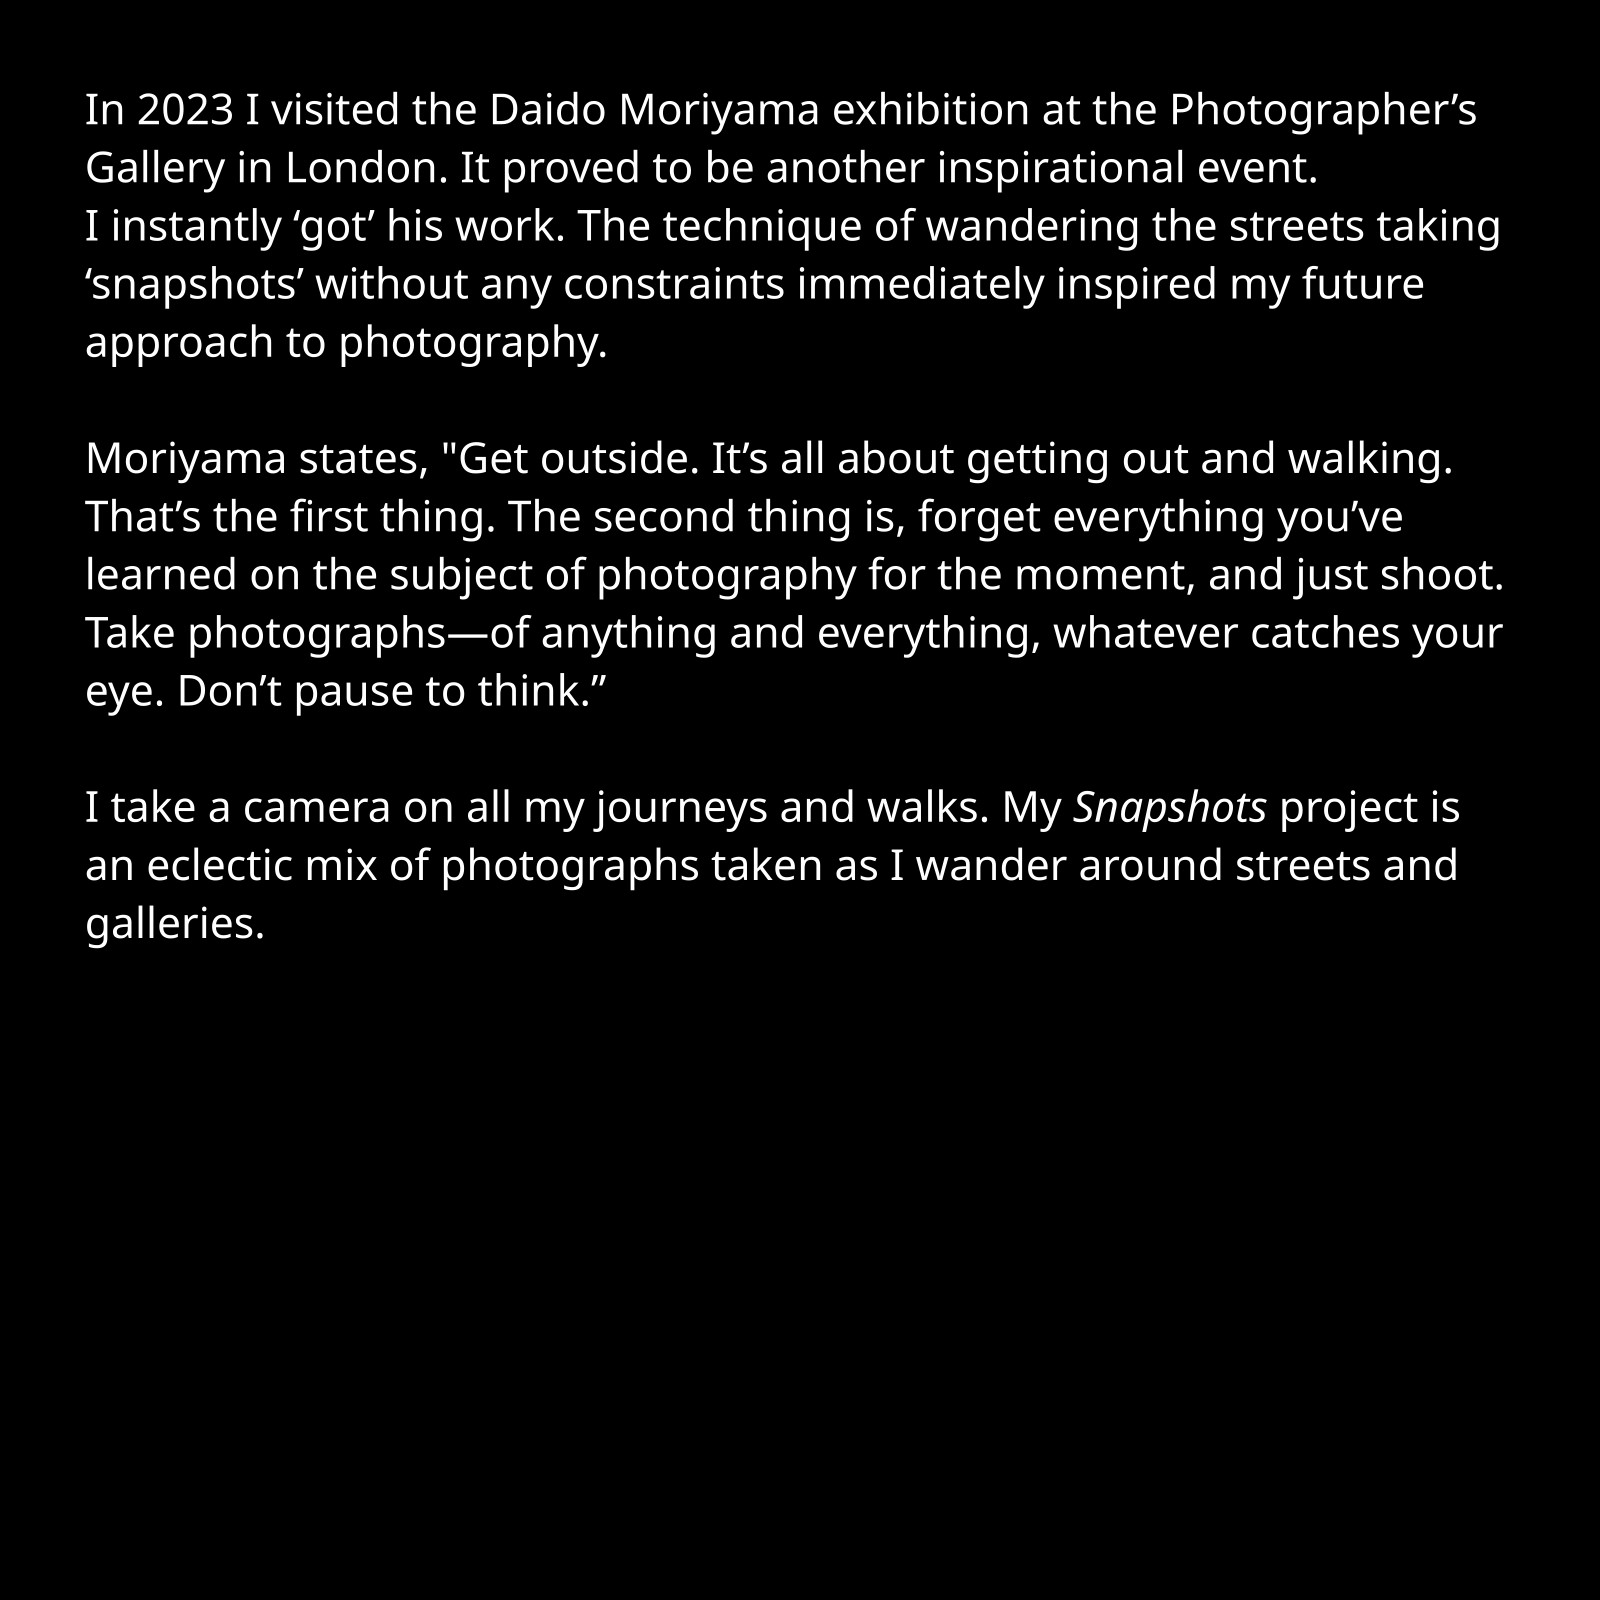 In 2023 I visited the Daido Moriyama exhibition at the Photographer’s
Gallery in London. It proved to be another inspirational event.
I instantly ‘got’ his work. The technique of wandering the streets taking
‘snapshots’ without any constraints immediately inspired my future
approach to photography.
Moriyama states, "Get outside. It’s all about getting out and walking.
That’s the first thing. The second thing is, forget everything you’ve
learned on the subject of photography for the moment, and just shoot.
Take photographs—of anything and everything, whatever catches your
eye. Don’t pause to think.”
I take a camera on all my journeys and walks. My Snapshots project is
an eclectic mix of photographs taken as I wander around streets and
galleries.